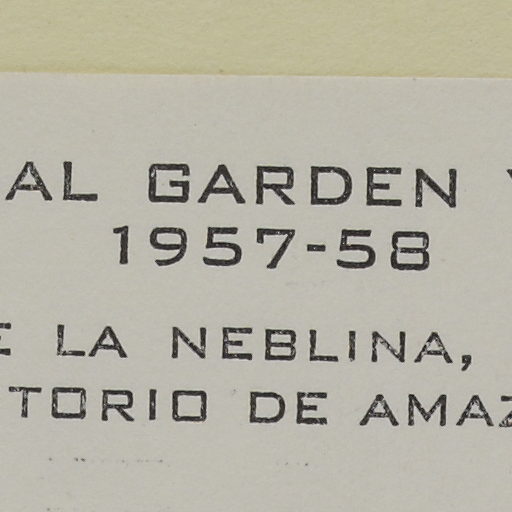 AL GARDEN Y
1957-58
E LA NEBLINA,
TORIO DE AMAZ